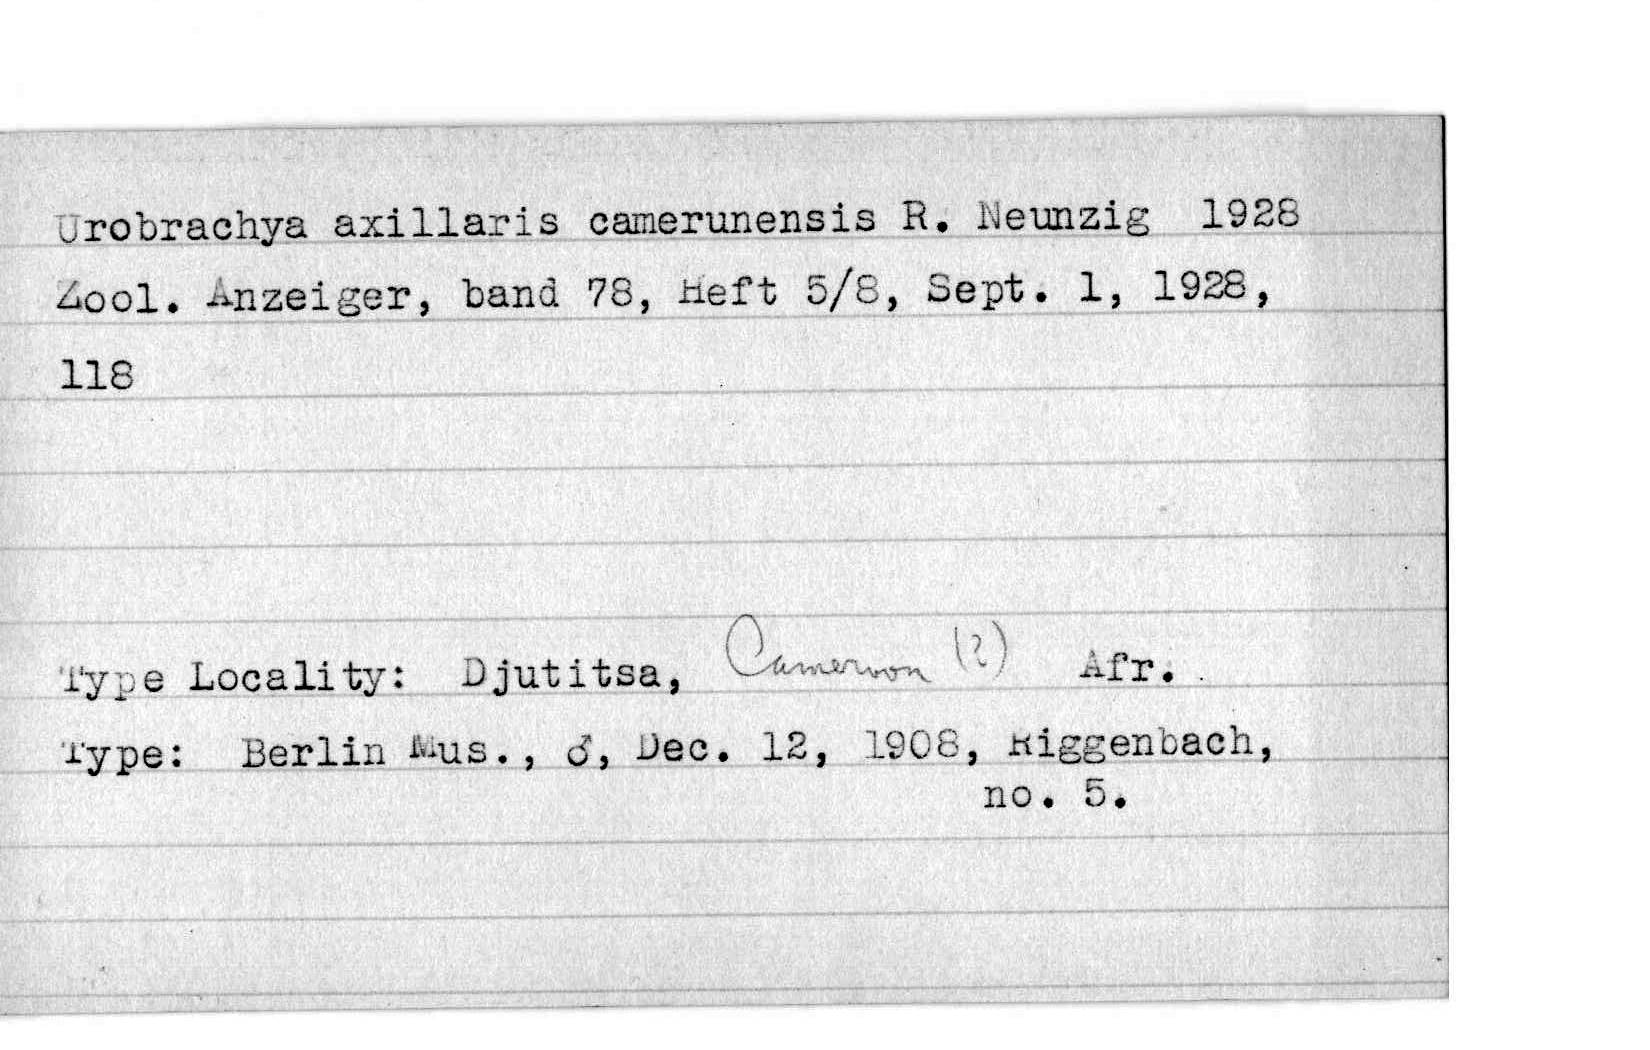 Urobrachya axillaris camerunensis R. Neunzig 1928
Zool. Anzeiger, band 78, Heft 5/8, Sept. 1, 1928,
118
Type Locality: Djutitsa, Cameroon (?) Afr.
Type: Berlin Mus., ♂, Dec. 12, 1908, Riggenbach,
no. 5.